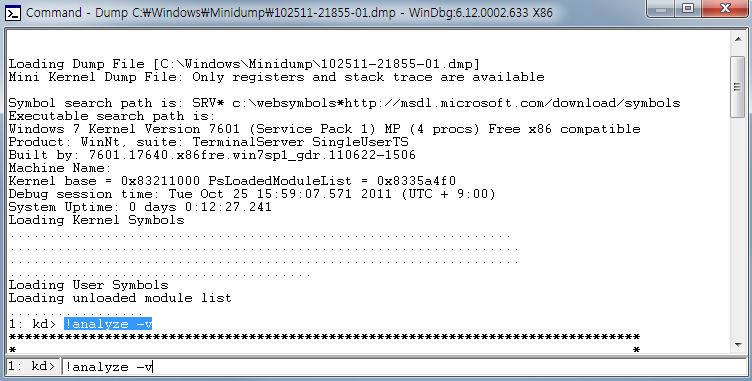 Command - Dump C:₩Windows₩Minidump₩102511-21855-01.dmp - WinDbg:6.12.0002.633 X86
Loading Dump File [C:\Windows\Minidump\102511-21855-01.dmp]
Mini Kernel Dump File: Only registers and stack trace are available
Symbol search path is: SRV* c:\websymbols*http://msdl.microsoft.com/download/symbols
Executable search path is:
Windows 7 Kernel Version 7601 (Service Pack 1) MP (4 procs) Free x86 compatible
Product: WinNt, suite: TerminalServer SingleUserTS
Built by: 7601.17640.x86fre.win7sp1_gdr.110622-1506
Machine Name:
Kernel base = 0x83211000 PsLoadedModuleList = 0x8335a4f0
Debug session time: Tue Oct 25 15:59:07.571 2011 (UTC + 9:00)
System Uptime: 0 days 0:12:27.241
Loading Kernel Symbols
...............................................................
................................................................
......................................
Loading User Symbols
Loading unloaded module list
.................
1: kd> !analyze -v
*******************************************************************************
*                                                                             *
1: kd> !analyze -v